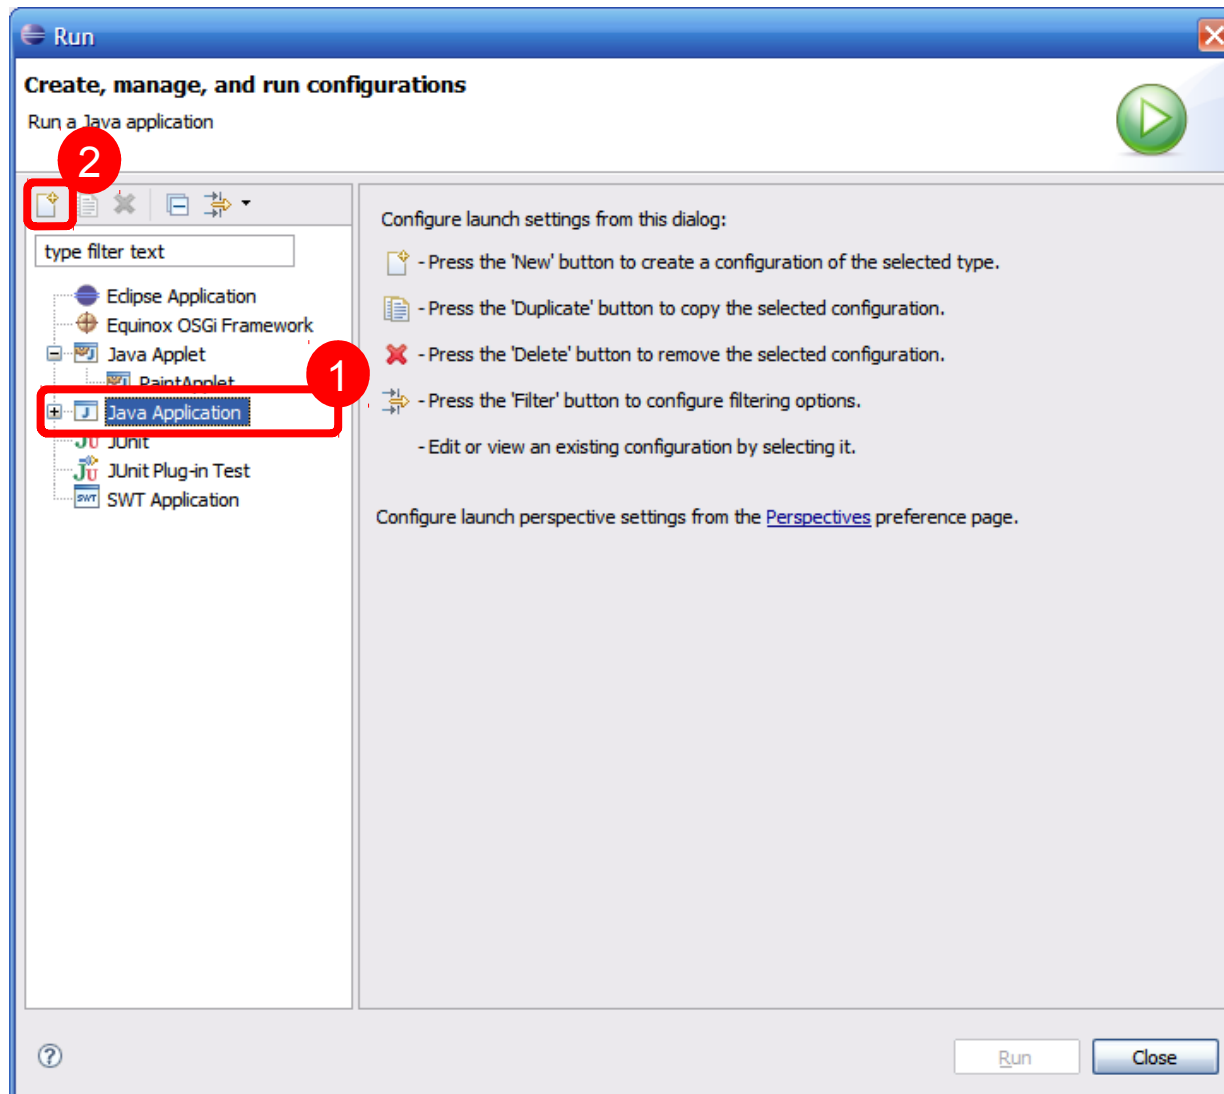 Run
Create, manage, and run configurations
Run a Java application
2
type filter text
Eclipse Application
Equinox OSGi Framework
Java Applet
PaintApplet
1
Java Application
JUnit
JUnit Plug-in Test
SWT Application
Configure launch settings from this dialog:
- Press the 'New' button to create a configuration of the selected type.
- Press the 'Duplicate' button to copy the selected configuration.
- Press the 'Delete' button to remove the selected configuration.
- Press the 'Filter' button to configure filtering options.
- Edit or view an existing configuration by selecting it.
Configure launch perspective settings from the Perspectives preference page.
Run
Close